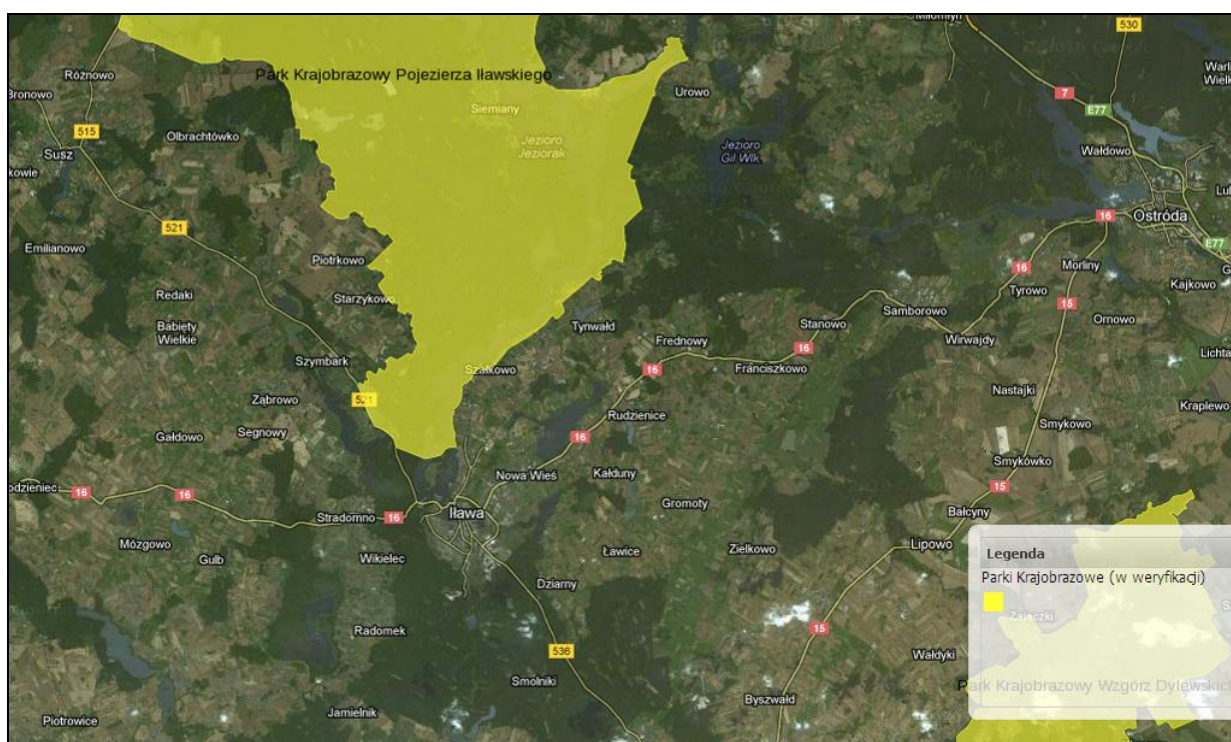 Miłomłyn
530
Park Krajobrazowy Pojezierza Iławskiego
Różnowo
Bronowo
Siemiany
Urowo
7
E77
515
Olbrachtówko
Jezioro
Jeziorak
Jezioro
Gil Wlk.
Wałdowo
Susz
521
16
Ostróda
E77
Emilianowo
Piotrkowo
16
Morliny
Kajkowo
Redaki
Starzykowo
Tyrowo
15
Ornowo
Babięty
Wielkie
Tynwałd
Stanowo
Samborowo
Wirwajdy
Frednowy
16
Szymbark
Szałkowo
16
Franciszkowo
Nastajki
Ząbrowo
521
Rudzienice
Kraplewo
Smykowo
Gałdowo
Segnowy
16
Smykówko
Nowa Wieś
Kałduny
16
16
15
Gromoty
Stradomno
16
Iława
Bałcyny
Mózgowo
Gulb
Wikielec
Ławice
Zielkowo
Lipowo
Legenda
Parki Krajobrazowe (w weryfikacji)
Dziarny
Zajączki
Radomek
15
536
Wałdyki
Smolniki
Park Krajobrazowy Wzgórz Dylewskich
Byszwałd
Jamielnik
Piotrowice